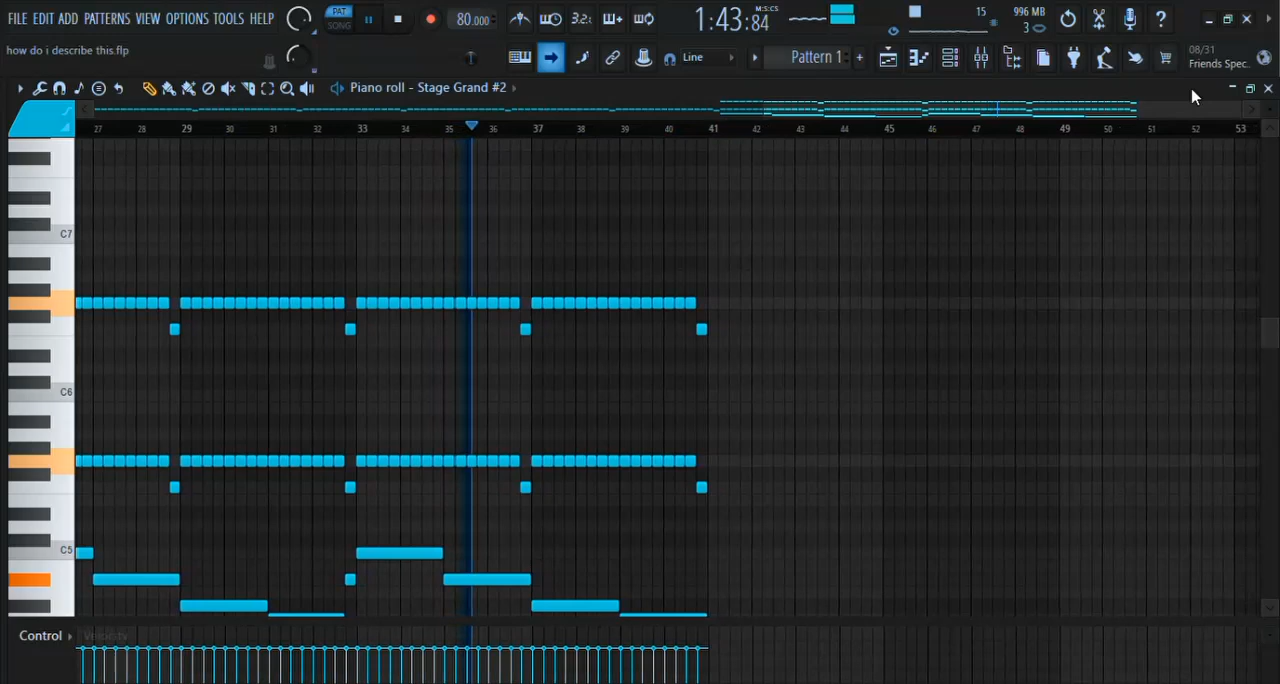 FILE EDIT PATTERNS VIEW OPTIONS TOOLS HELP
PAT
SONG
80.000
3.2:
1:43:84
M:S:CS
15
996 MB
3
how do i describe this.flp
Line
Pattern 1
08/31
Friends Spec...
Piano roll - Stage Grand #2
27 28 29 30 31 32 33 34 35 36 37 38 39 40 41 42 43 44 45 46 47 48 49 50 51 52 53
C7
C6
C5
Control
Velocity